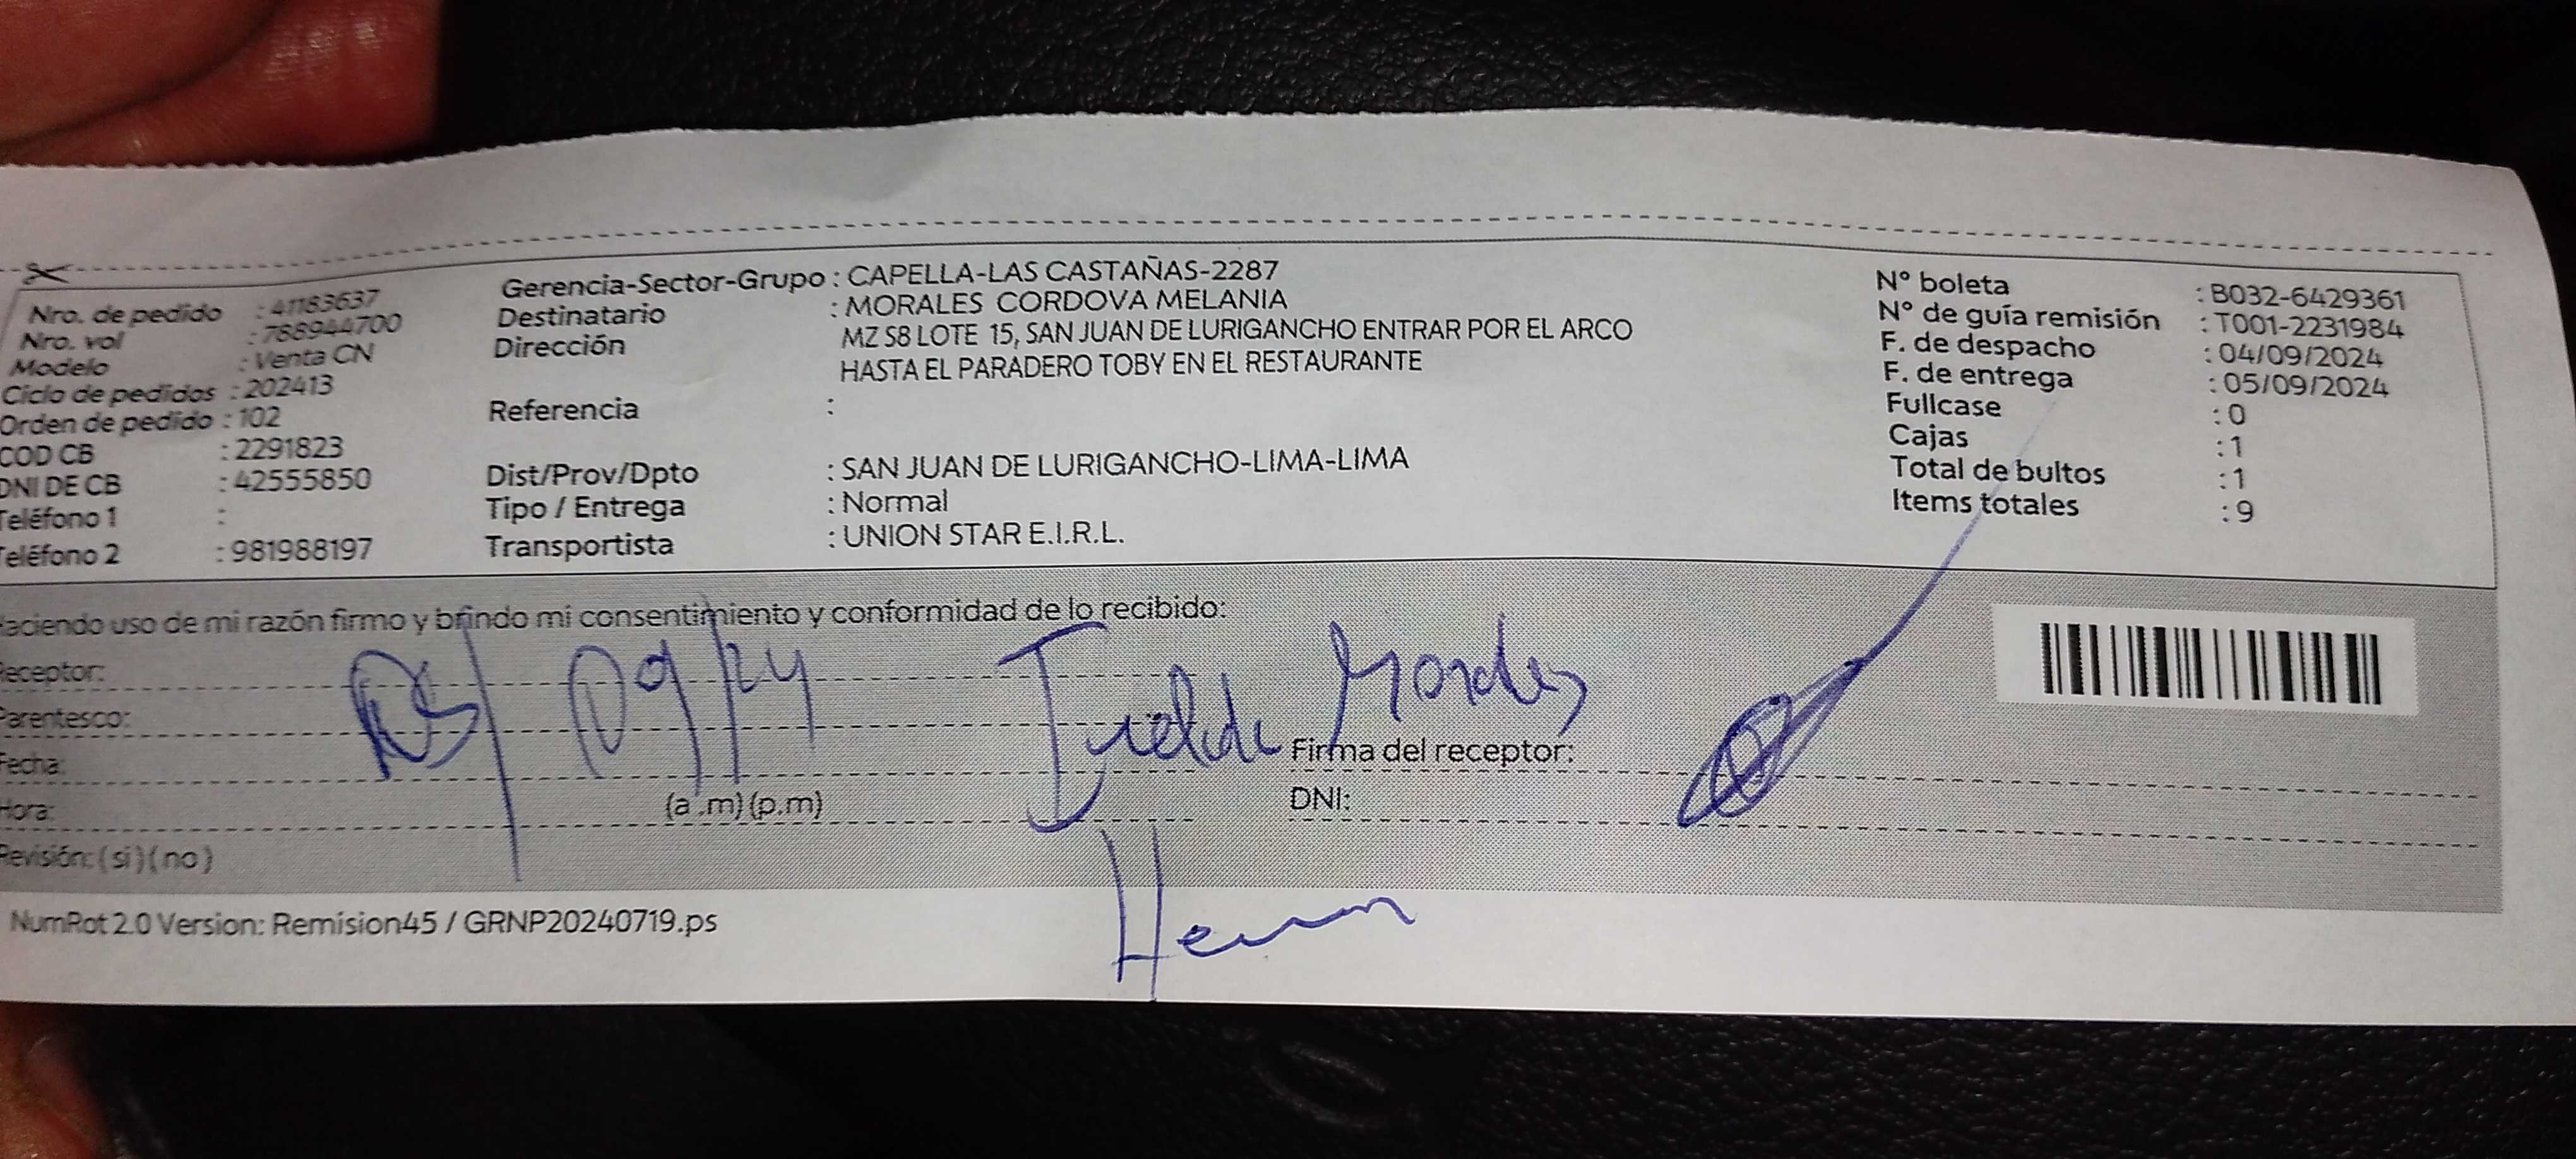 Nro. de pedido : 41183637
Nro. vol : 788944700
Modelo : Venta CN
Ciclo de pedidos : 202413
Orden de pedido : 102
COD CB : 2291823
DNI DE CB : 42555850
Teléfono 1 :
Teléfono 2 : 981988197
Gerencia-Sector-Grupo : CAPELLA-LAS CASTAÑAS-2287
Destinatario : MORALES CORDOVA MELANIA
Dirección MZ S8 LOTE 15, SAN JUAN DE LURIGANCHO ENTRAR POR EL ARCO
HASTA EL PARADERO TOBY EN EL RESTAURANTE
Referencia :
Dist/Prov/Dpto : SAN JUAN DE LURIGANCHO-LIMA-LIMA
Tipo / Entrega : Normal
Transportista : UNION STAR E.I.R.L.
N° boleta : B032-6429361
N° de guía remisión : T001-2231984
F. de despacho : 04/09/2024
F. de entrega : 05/09/2024
Fullcase : 0
Cajas : 1
Total de bultos : 1
Items totales : 9
Haciendo uso de mi razón firmo y brindo mi consentimiento y conformidad de lo recibido:
Receptor:
Parentesco:
05/09/24 Morales
Fecha: Firma del receptor:
Hora: (a .m) (p.m) DNI:
Revisión: ( si ) ( no )
NumRot 2.0 Version: Remision45 / GRNP20240719.ps